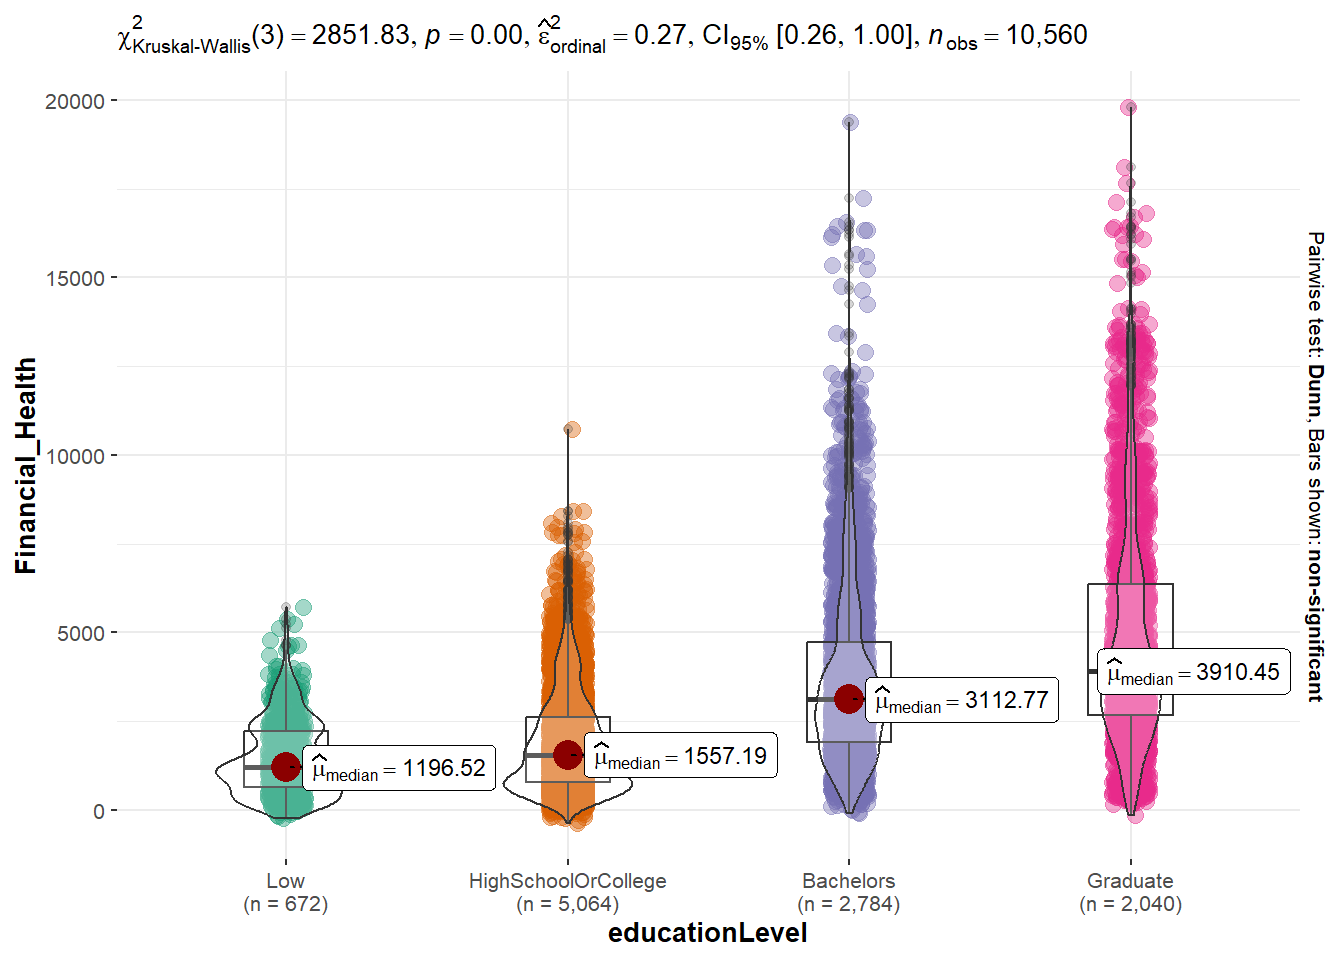 χ²Kruskal-Wallis(3) = 2851.83, p = 0.00, ε̂²ordinal = 0.27, CI95% [0.26, 1.00], nobs = 10,560
20000
15000
10000
5000
0
Financial_Health
μ̂median = 1196.52
μ̂median = 1557.19
μ̂median = 3112.77
μ̂median = 3910.45
Pairwise test: Dunn, Bars shown: non-significant
Low
(n = 672)
HighSchoolOrCollege
(n = 5,064)
Bachelors
(n = 2,784)
Graduate
(n = 2,040)
educationLevel